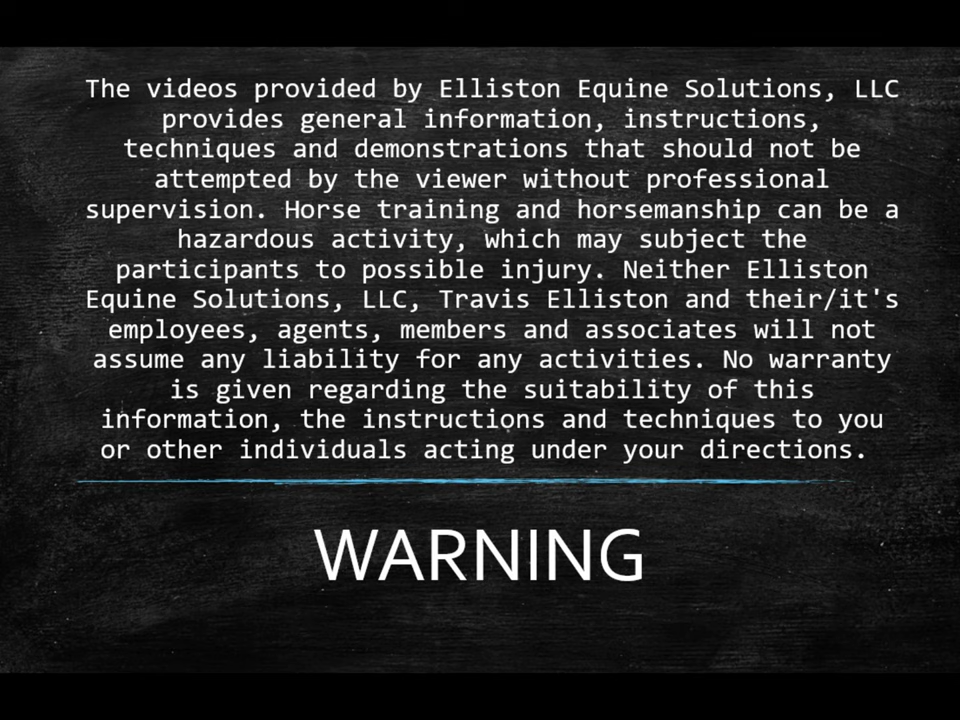 The videos provided by Elliston Equine Solutions, LLC
provides general information, instructions,
techniques and demonstrations that should not be
attempted by the viewer without professional
supervision. Horse training and horsemanship can be a
hazardous activity, which may subject the
participants to possible injury. Neither Elliston
Equine Solutions, LLC, Travis Elliston and their/it's
employees, agents, members and associates will not
assume any liability for any activities. No warranty
is given regarding the suitability of this
information, the instructions and techniques to you
or other individuals acting under your directions.
WARNING